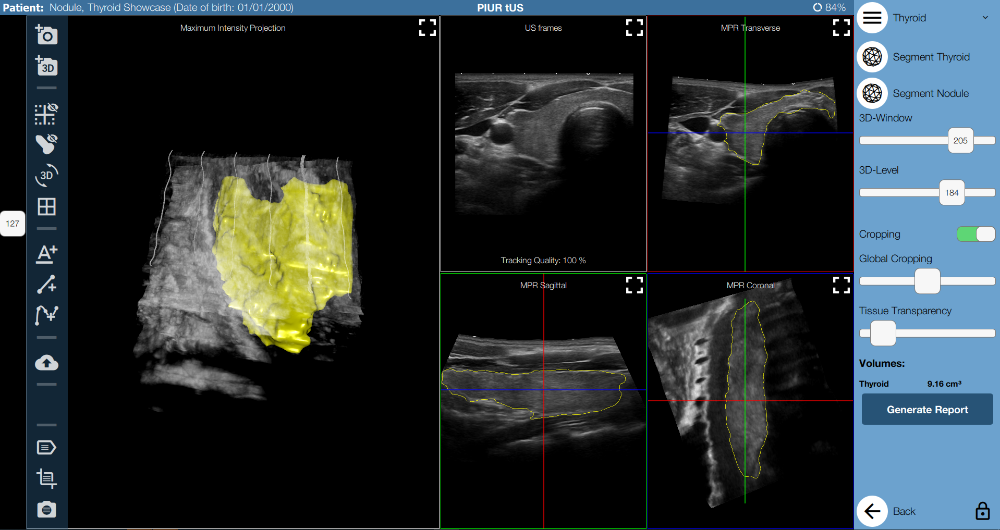 Patient: Nodule, Thyroid Showcase (Date of birth: 01/01/2000)
PIUR tUS
84%
Maximum Intensity Projection
US frames
MPR Transverse
Thyroid
3D
Segment Thyroid
Segment Nodule
3D-Window
205
3D
3D-Level
184
127
Cropping
A+
Tracking Quality: 100 %
Global Cropping
MPR Sagittal
MPR Coronal
Tissue Transparency
Volumes:
Thyroid 9.16 cm³
Generate Report
Back